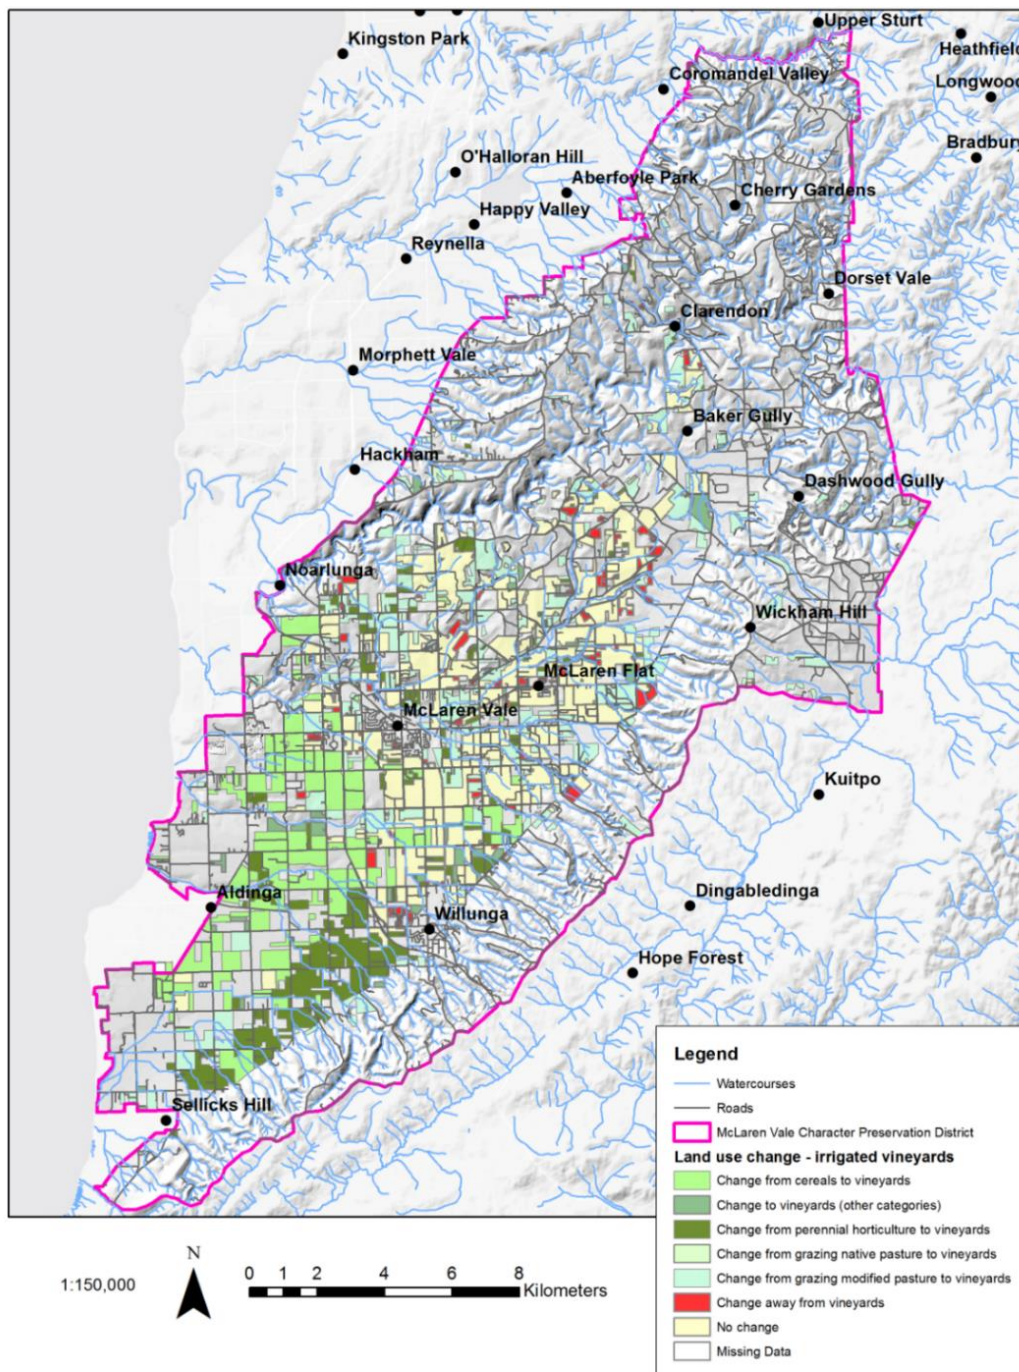 Upper Sturt
Kingston Park
Heathfield
Coromandel Valley
Longwood
Bradbury
O'Halloran Hill
Aberfoyle Park
Cherry Gardens
Happy Valley
Reynella
Dorset Vale
Clarendon
Morphett Vale
Baker Gully
Hackham
Dashwood Gully
Noarlunga
Wickham Hill
McLaren Flat
McLaren Vale
Kuitpo
Dingabledinga
Aldinga
Willunga
Hope Forest
Sellicks Hill
Legend
Watercourses
Roads
McLaren Vale Character Preservation District
Land use change - irrigated vineyards
Change from cereals to vineyards
Change to vineyards (other categories)
Change from perennial horticulture to vineyards
Change from grazing native pasture to vineyards
Change from grazing modified pasture to vineyards
Change away from vineyards
No change
Missing Data
1:150,000
N
0 1 2 4 6 8
Kilometers